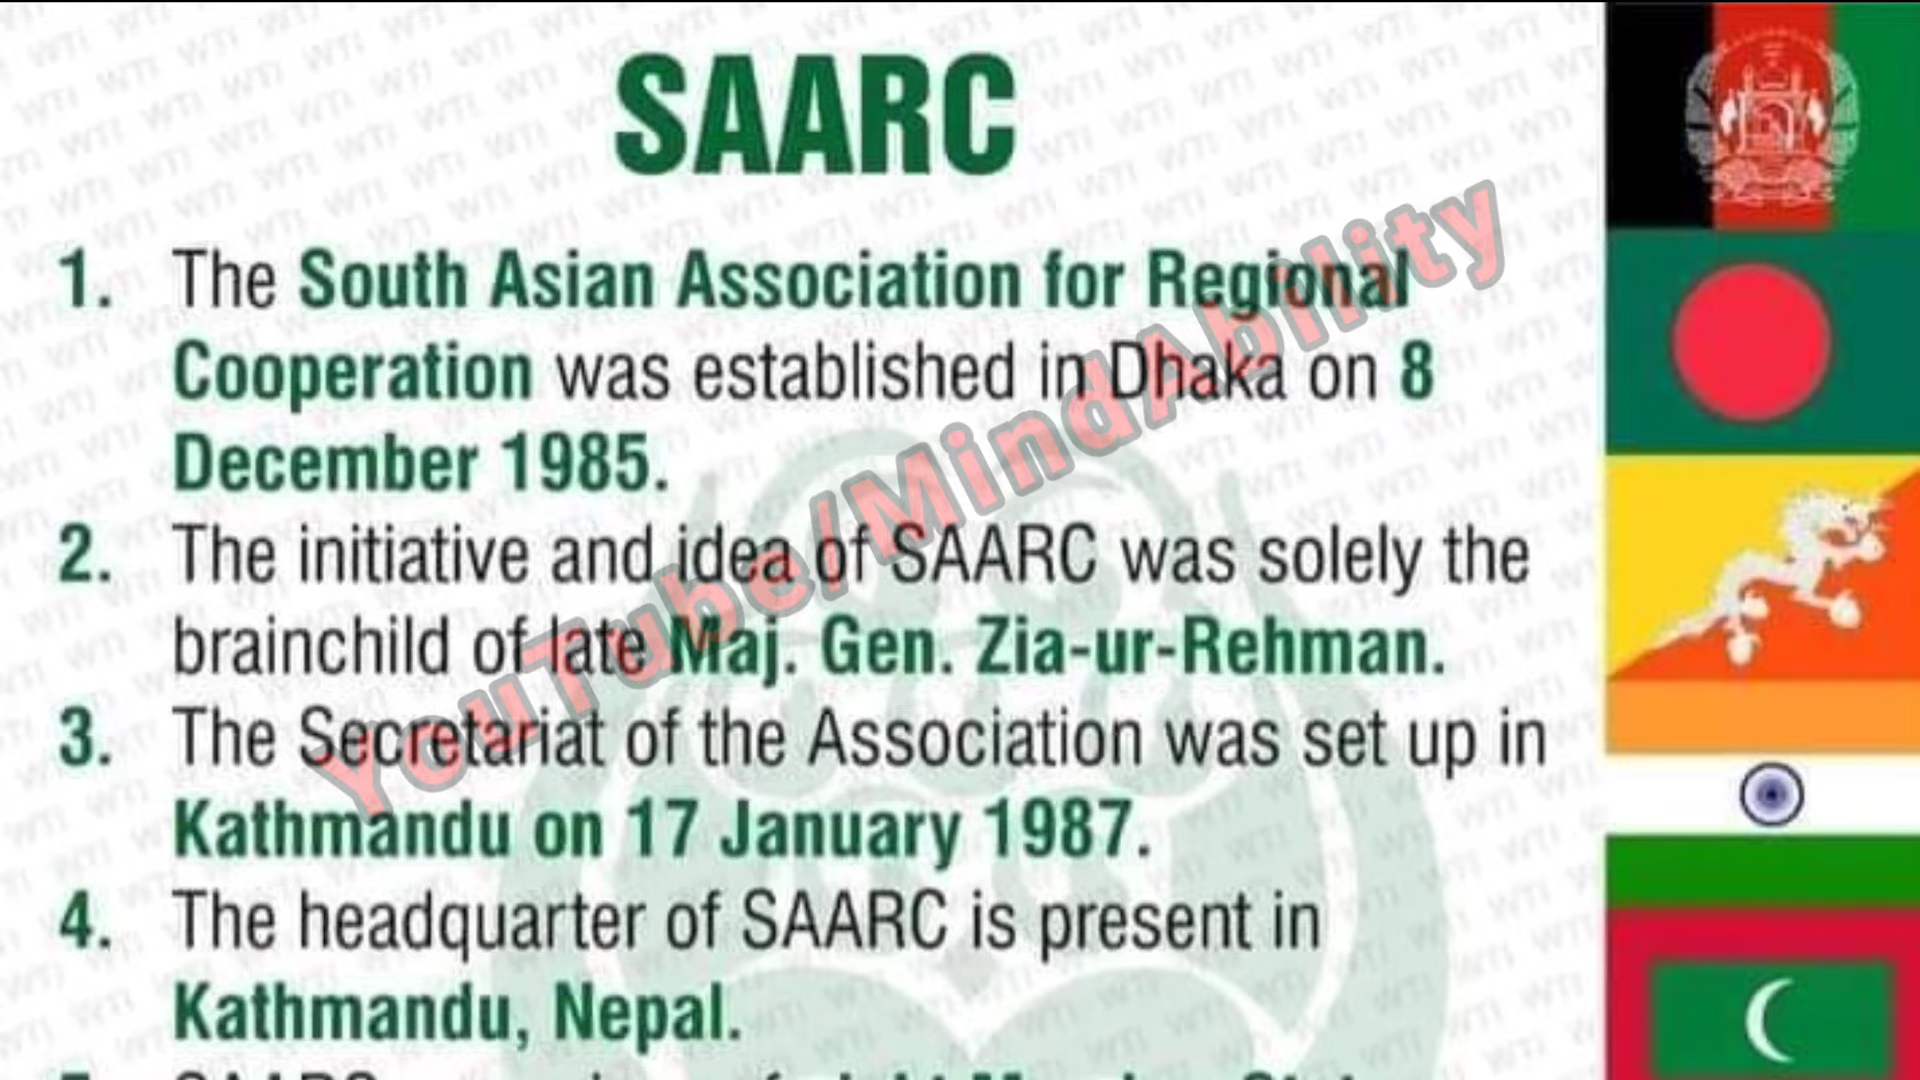 SAARC
1. The South Asian Association for Regional
Cooperation was established in Dhaka on 8
December 1985.
2. The initiative and idea of SAARC was solely the
brainchild of late Maj. Gen. Zia-ur-Rehman.
3. The Secretariat of the Association was set up in
Kathmandu on 17 January 1987.
4. The headquarter of SAARC is present in
Kathmandu, Nepal.
YouTube/MindAbility
WTI